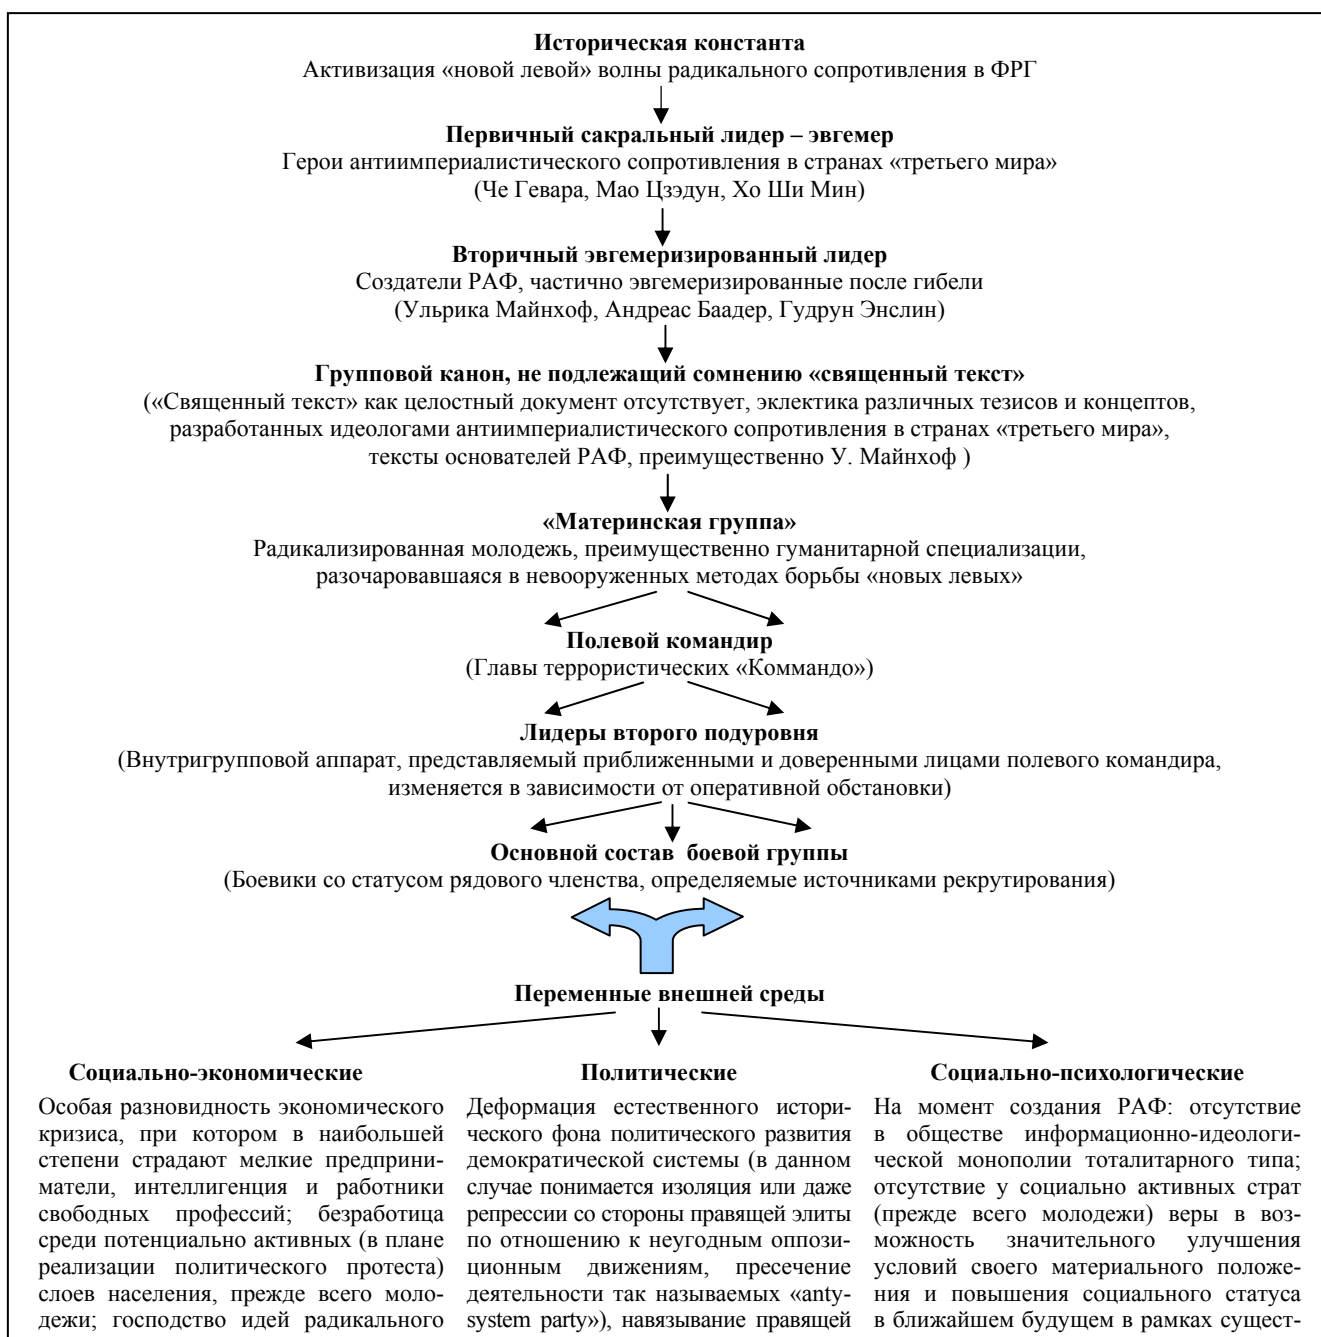 Историческая константа
Активизация «новой левой» волны радикального сопротивления в ФРГ
Первичный сакральный лидер – эвгемер
Герои антиимпериалистического сопротивления в странах «третьего мира»
(Че Гевара, Мао Цзэдун, Хо Ши Мин)
Вторичный эвгемеризированный лидер
Создатели РАФ, частично эвгемеризированные после гибели
(Ульрика Майнхоф, Андреас Баадер, Гудрун Энслин)
Групповой канон, не подлежащий сомнению «священный текст»
(«Священный текст» как целостный документ отсутствует, эклектика различных тезисов и концептов,
разработанных идеологами антиимпериалистического сопротивления в странах «третьего мира»,
тексты основателей РАФ, преимущественно У. Майнхоф )
«Материнская группа»
Радикализированная молодежь, преимущественно гуманитарной специализации,
разочаровавшаяся в невооруженных методах борьбы «новых левых»
Полевой командир
(Главы террористических «Коммандо»)
Лидеры второго подуровня
(Внутригрупповой аппарат, представляемый приближенными и доверенными лицами полевого командира,
изменяется в зависимости от оперативной обстановки)
Основной состав боевой группы
(Боевики со статусом рядового членства, определяемые источниками рекрутирования)
Переменные внешней среды
Социально-экономические
Особая разновидность экономического
кризиса, при котором в наибольшей
степени страдают мелкие предприни-
матели, интеллигенция и работники
свободных профессий; безработица
среди потенциально активных (в плане
реализации политического протеста)
слоев населения, прежде всего моло-
дежи; господство идей радикального
Политические
Деформация естественного истори-
ческого фона политического развития
демократической системы (в данном
случае понимается изоляция или даже
репрессии со стороны правящей элиты
по отношению к неугодным оппози-
ционным движениям, пресечение
деятельности так называемых «anty-
system party»), навязывание правящей
Социально-психологические
На момент создания РАФ: отсутствие
в обществе информационно-идеологи-
ческой монополии тоталитарного типа;
отсутствие у социально активных страт
(прежде всего молодежи) веры в воз-
можность значительного улучшения
условий своего материального положе-
ния и повышения социального статуса
в ближайшем будущем в рамках сущест-